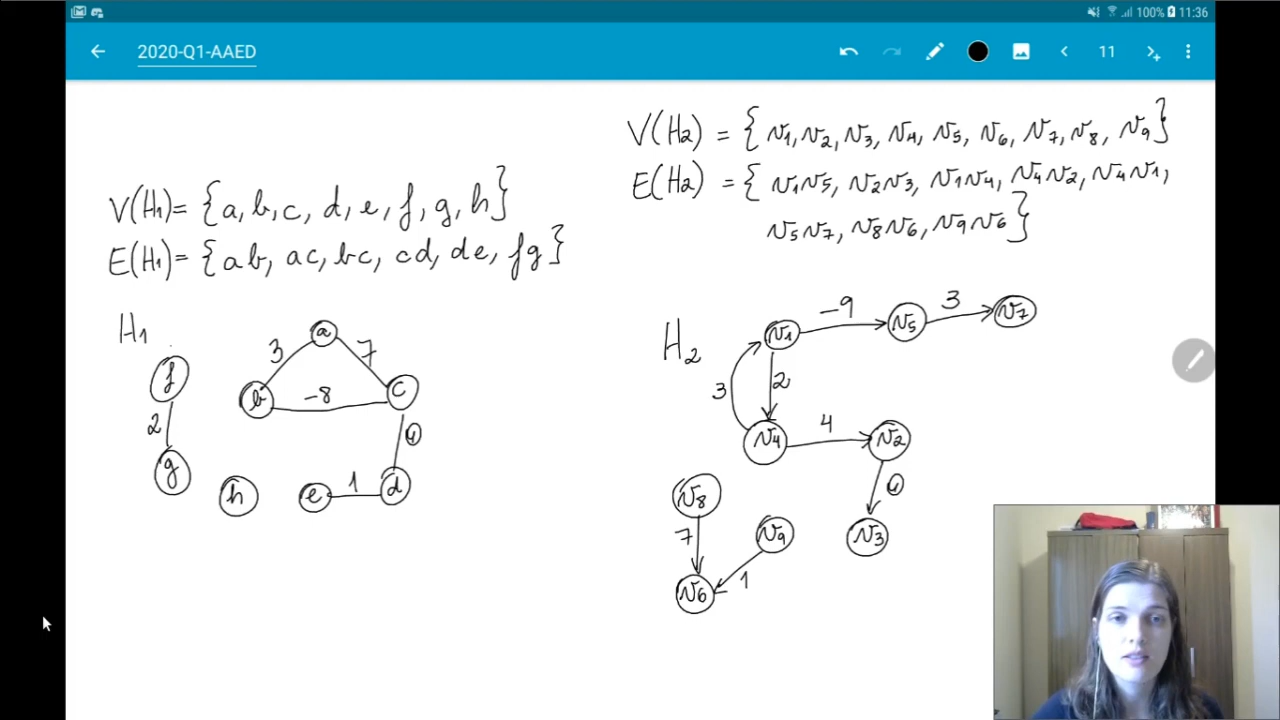 100% 11:36
2020-Q1-AAED
11
V(H2) = {v1, v2, v3, v4, v5, v6, v7, v8, v9}
E(H2) = {v1v5, v2v3, v1v4, v4v2, v4v1,
v5v7, v8v6, v9v6}
V(H1) = {a, b, c, d, e, f, g, h}
E(H1) = {ab, ac, bc, cd, de, fg}
H1
a
3
7
f
b
-8
c
2
0
g
h
e
1
d
H2
v1
-9
v5
3
v7
3
2
v4
4
v2
0
v8
7
v9
v3
1
v6